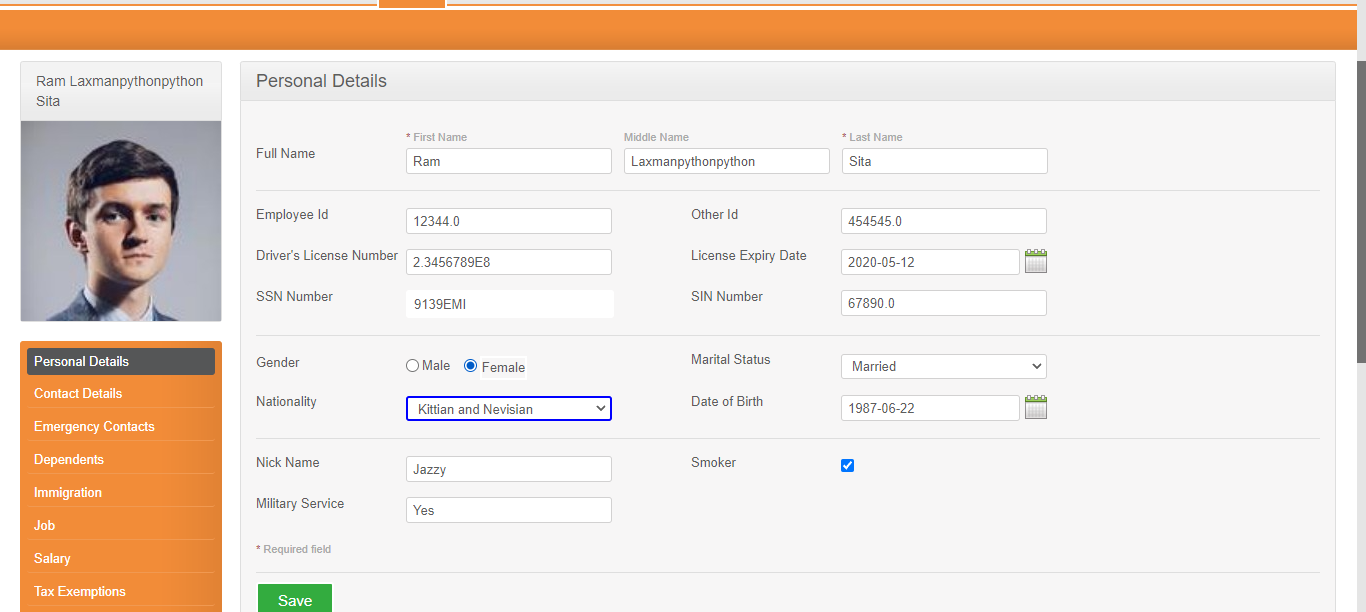 Ram Laxmanpythonpython
Sita
Personal Details
Contact Details
Emergency Contacts
Dependents
Immigration
Job
Salary
Tax Exemptions
Personal Details
* First Name Middle Name * Last Name
Full Name Ram Laxmanpythonpython Sita
Employee Id 12344.0 Other Id 454545.0
Driver's License Number 2.3456789E8 License Expiry Date 2020-05-12
SSN Number 9139EMI SIN Number 67890.0
Gender Male Female Marital Status Married
Nationality Kittian and Nevisian Date of Birth 1987-06-22
Nick Name Jazzy Smoker
Military Service Yes
* Required field
Save